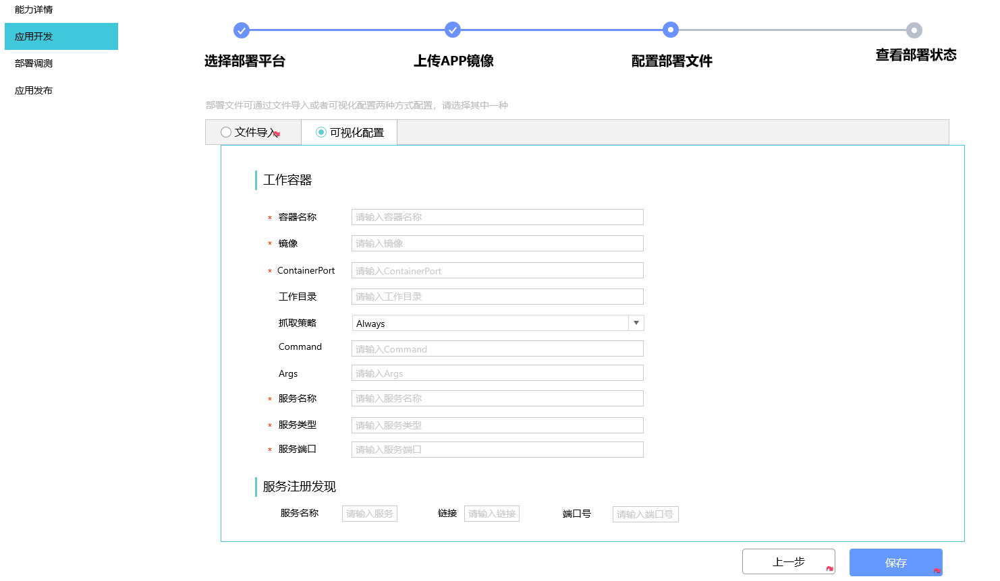 能力详情
应用开发
部署调测
应用发布
选择部署平台
上传APP镜像
配置部署文件
查看部署状态
部署文件可通过文件导入或者可视化配置两种方式配置，请选择其中一种
文件导入
可视化配置
工作容器
* 容器名称 请输入容器名称
* 镜像 请输入镜像
* ContainerPort 请输入ContainerPort
工作目录 请输入工作目录
抓取策略 Always
Command 请输入Command
Args 请输入Args
* 服务名称 请输入服务名称
* 服务类型 请输入服务类型
* 服务端口 请输入服务端口
服务注册发现
服务名称 请输入服务 链接 请输入链接 端口号 请输入端口号
上一步 保存